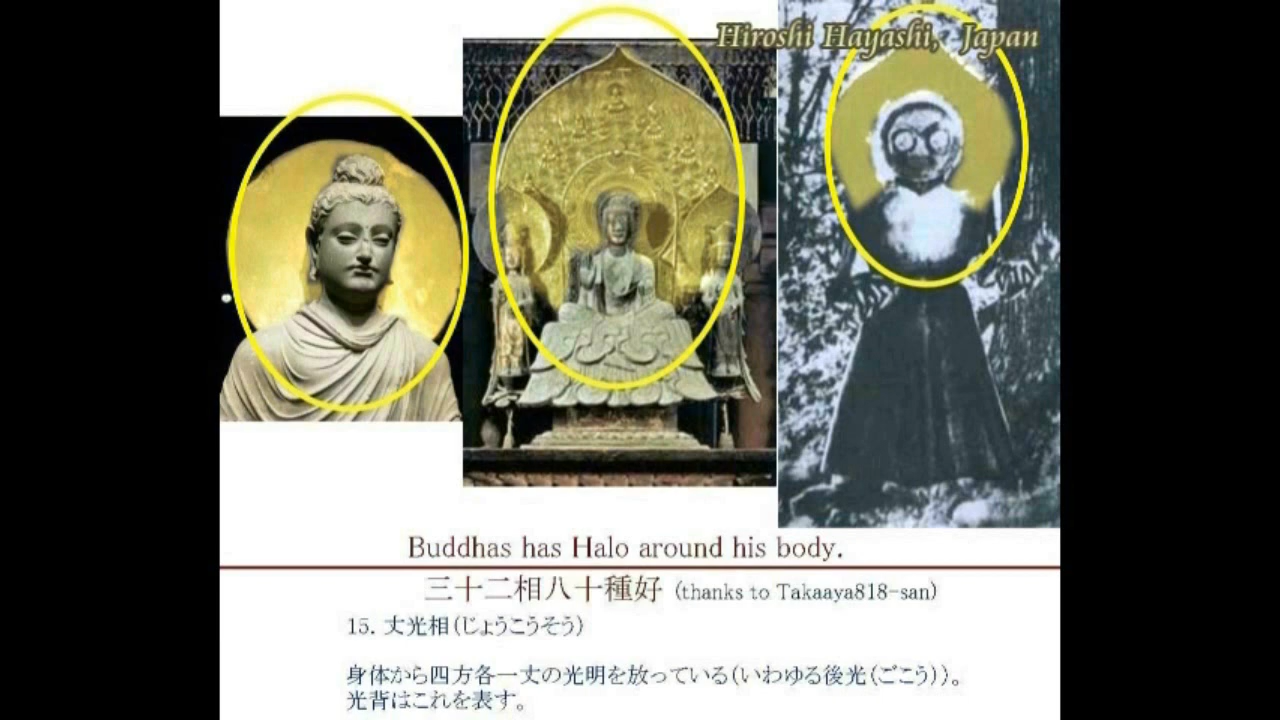 Hiroshi Hayashi, Japan
Buddhas has Halo around his body.
三十二相八十種好 (thanks to Takaaya818-san)
15. 丈光相(じょうこうそう)
身体から四方各一丈の光明を放っている(いわゆる後光(ごこう))。
光背はこれを表す。